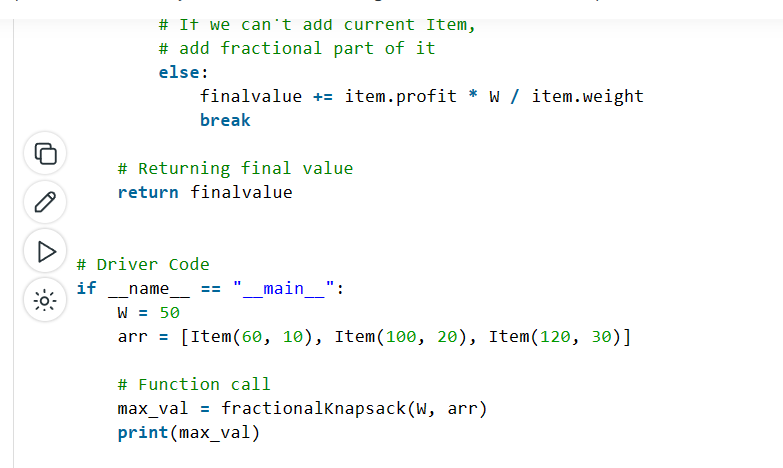 # If we can't add current Item,
# add fractional part of it
else:
finalvalue += item.profit * W / item.weight
break
# Returning final value
return finalvalue
# Driver Code
if __name__ == "__main__":
W = 50
arr = [Item(60, 10), Item(100, 20), Item(120, 30)]
# Function call
max_val = fractionalKnapsack(W, arr)
print(max_val)